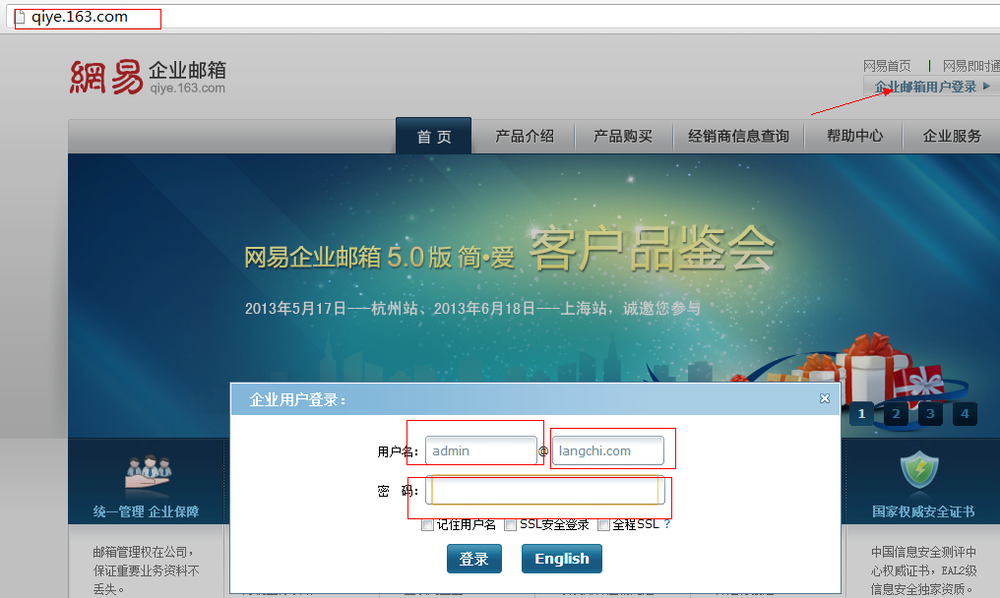 qiye.163.com
網易 企业邮箱
qiye.163.com
网易首页 | 网易即时通
企业邮箱用户登录
首 页 产品介绍 产品购买 经销商信息查询 帮助中心 企业服务
网易企业邮箱 5.0版 简•爱 客户品鉴会
2013年5月17日---杭州站、2013年6月18日---上海站，诚邀您参与
1 2 3 4
企业用户登录：
用户名： admin @ langchi.com
密 码：
记住用户名 SSL安全登录 全程SSL ?
登录 English
统一管理 企业保障
邮箱管理权在公司，
保证重要业务资料不
丢失。
国家权威安全证书
中国信息安全测评中
心权威证书，EAL2级
信息安全独家资质。